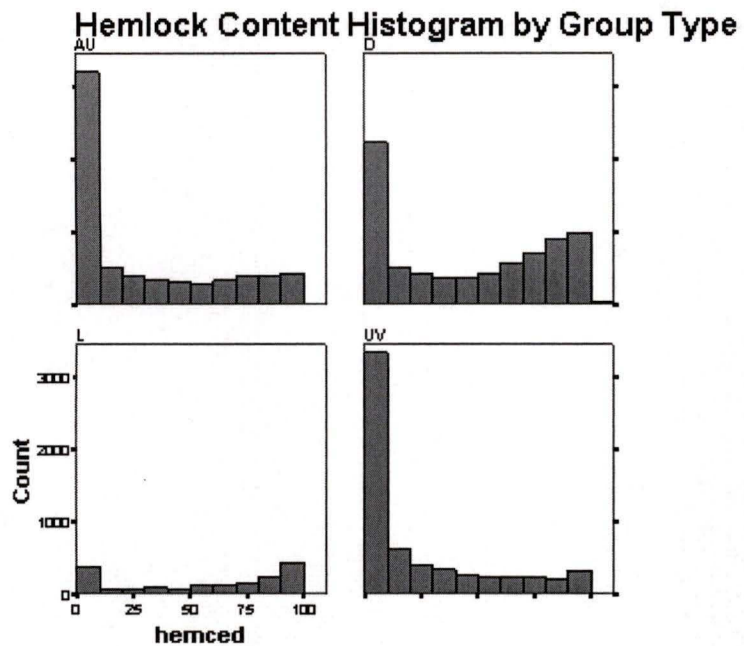 Hemlock Content Histogram by Group Type
AU
D
L
UV
3000
2000
1000
0
Count
0 25 50 75 100
hemced